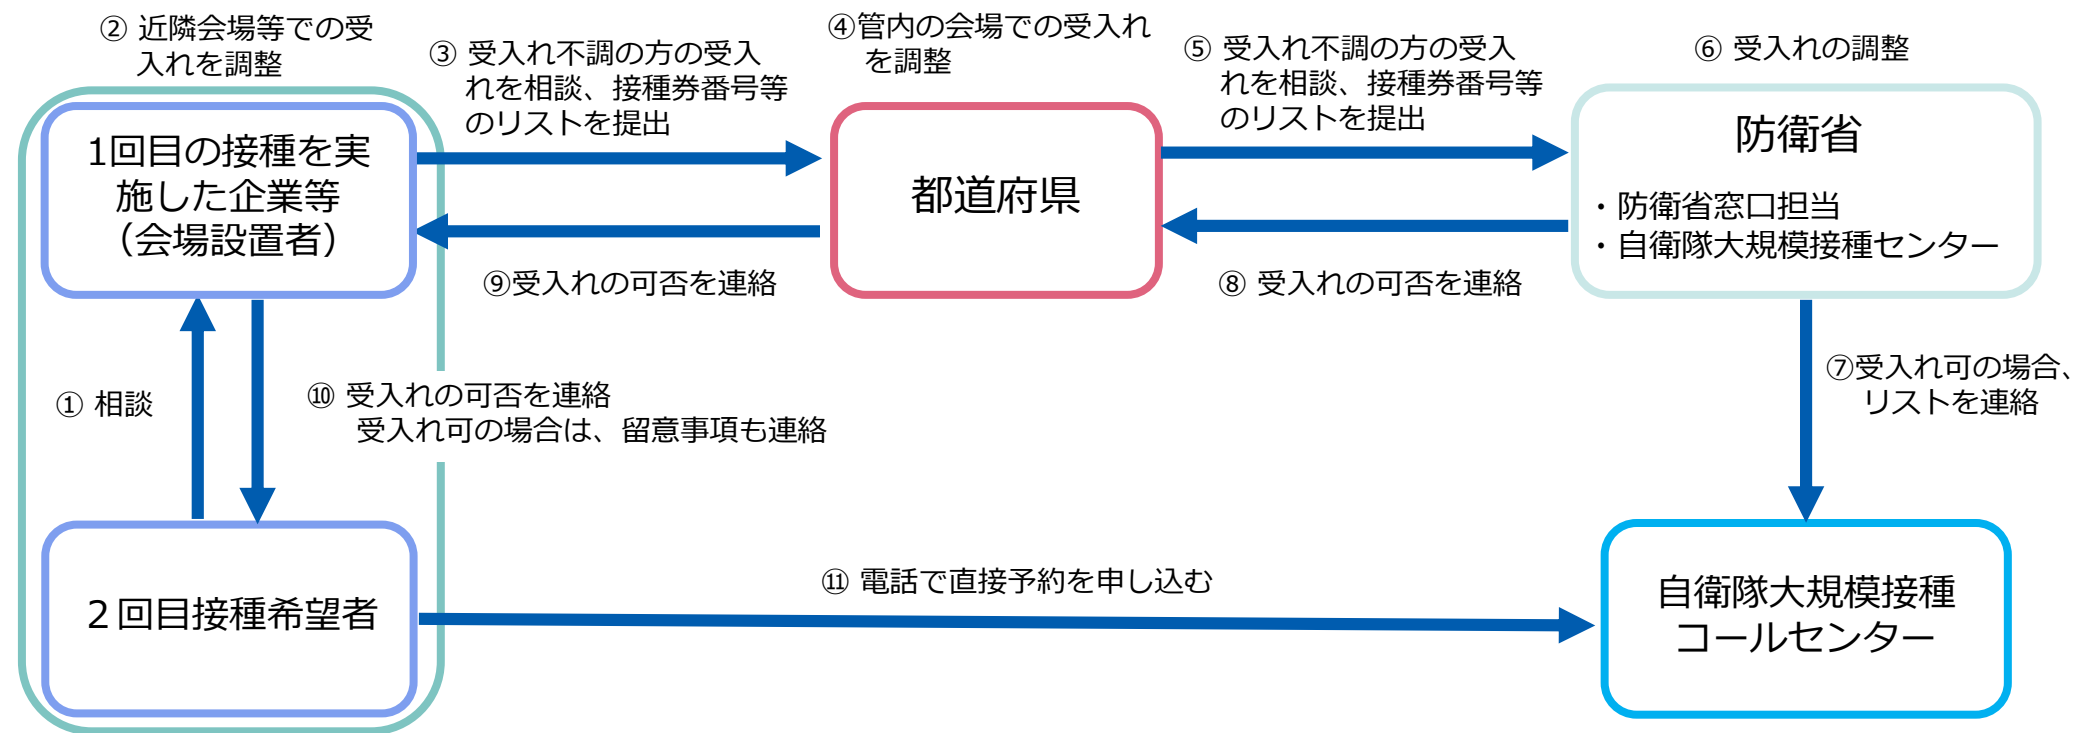 ② 近隣会場等での受
入れを調整
③ 受入れ不調の方の受入
れを相談、接種券番号等
のリストを提出
④管内の会場での受入れ
を調整
⑤ 受入れ不調の方の受入
れを相談、接種券番号等
のリストを提出
⑥ 受入れの調整
1回目の接種を実
施した企業等
（会場設置者）
都道府県
防衛省
・防衛省窓口担当
・自衛隊大規模接種センター
⑨受入れの可否を連絡
⑧ 受入れの可否を連絡
① 相談
⑩ 受入れの可否を連絡
受入れ可の場合は、留意事項も連絡
⑦受入れ可の場合、
リストを連絡
２回目接種希望者
⑪ 電話で直接予約を申し込む
自衛隊大規模接種
コールセンター